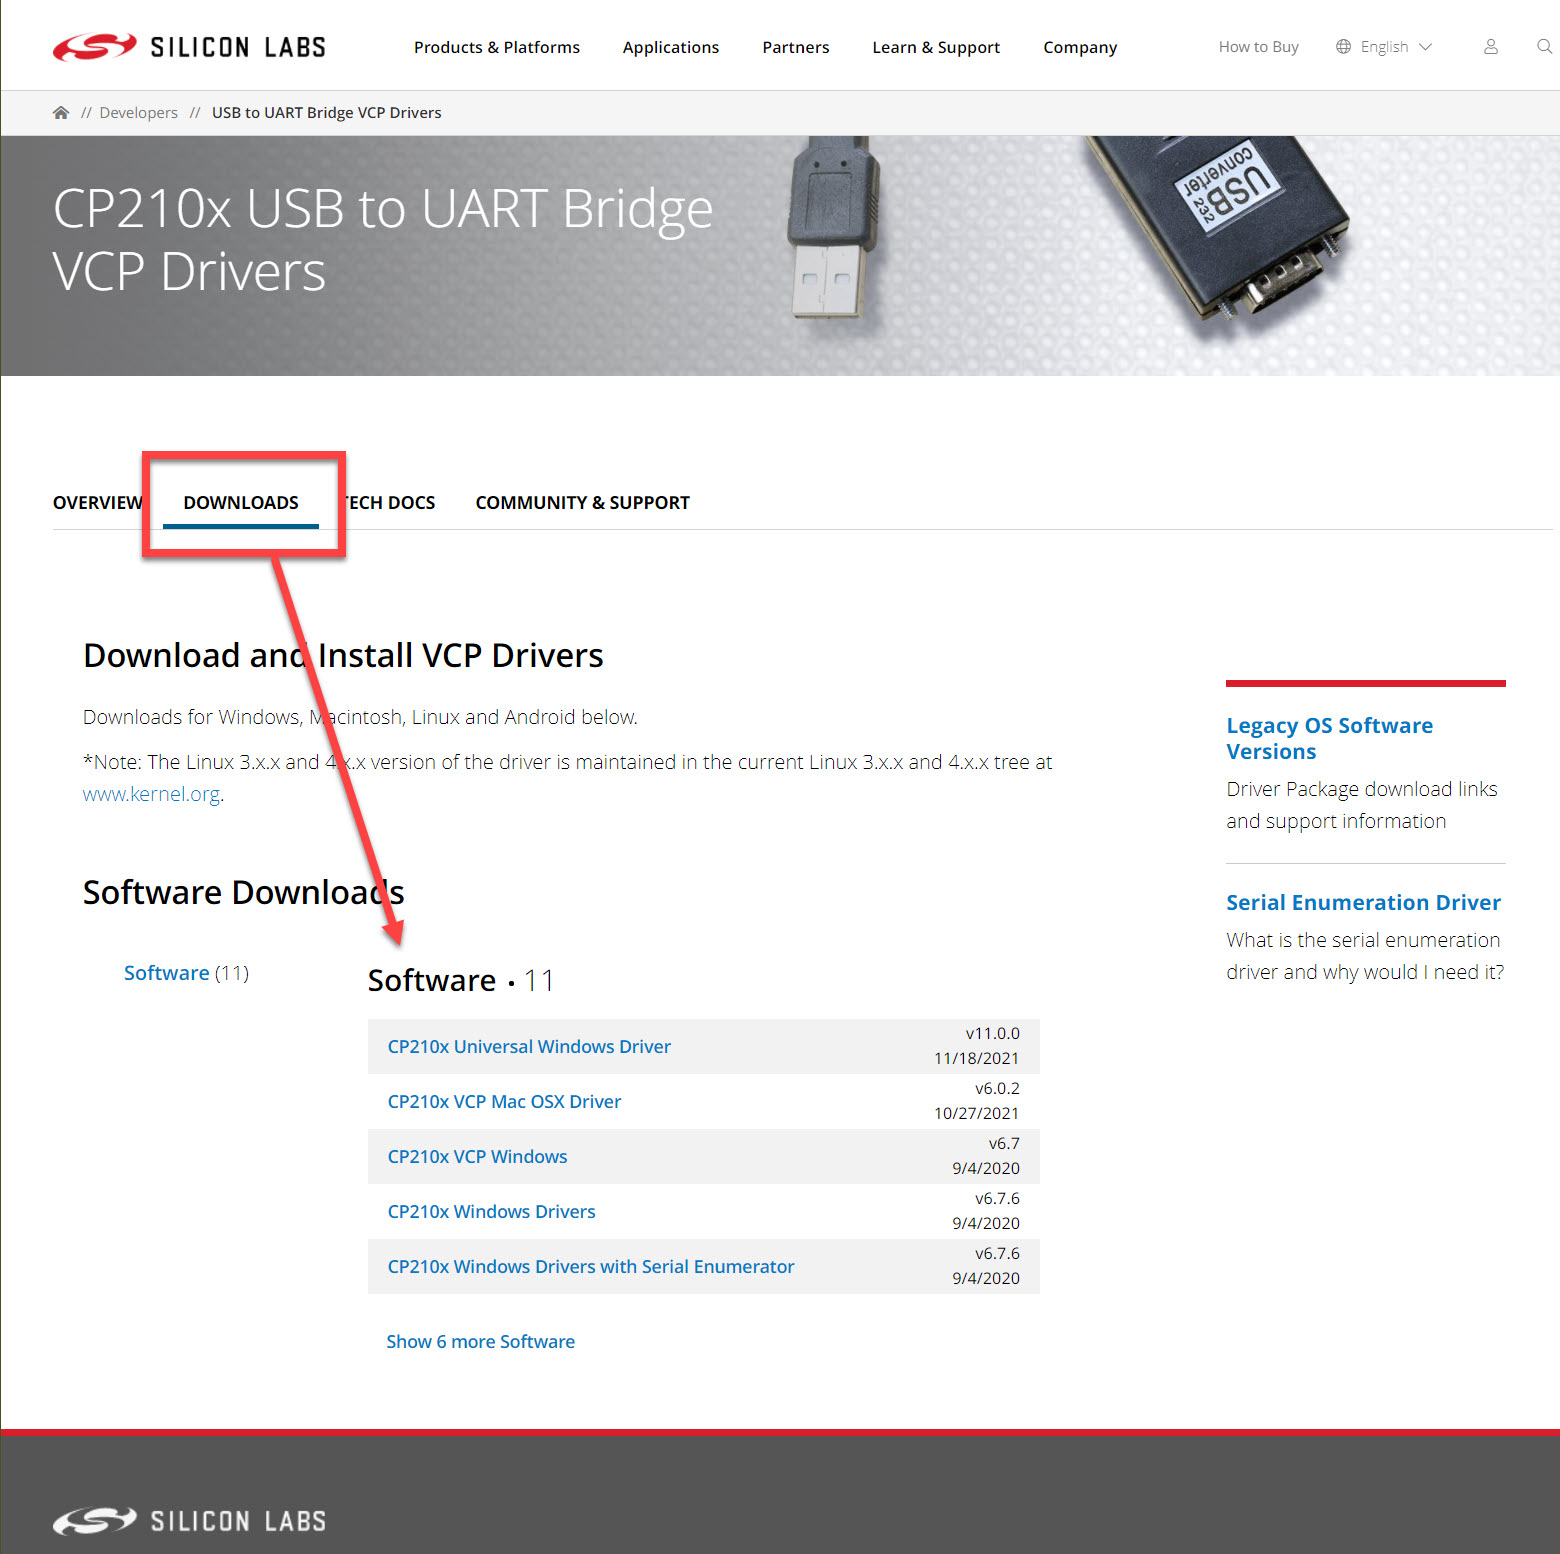 SILICON LABS
Products & Platforms
Applications
Partners
Learn & Support
Company
How to Buy
English
// Developers // USB to UART Bridge VCP Drivers
CP210x USB to UART Bridge
VCP Drivers
USB
converter
232
OVERVIEW
DOWNLOADS
TECH DOCS
COMMUNITY & SUPPORT
Download and Install VCP Drivers
Downloads for Windows, Macintosh, Linux and Android below.
*Note: The Linux 3.x.x and 4.x.x version of the driver is maintained in the current Linux 3.x.x and 4.x.x tree at
www.kernel.org.
Legacy OS Software
Versions
Driver Package download links
and support information
Serial Enumeration Driver
What is the serial enumeration
driver and why would I need it?
Software Downloads
Software (11)
Software • 11
CP210x Universal Windows Driver
v11.0.0
11/18/2021
CP210x VCP Mac OSX Driver
v6.0.2
10/27/2021
CP210x VCP Windows
v6.7
9/4/2020
CP210x Windows Drivers
v6.7.6
9/4/2020
CP210x Windows Drivers with Serial Enumerator
v6.7.6
9/4/2020
Show 6 more Software
SILICON LABS